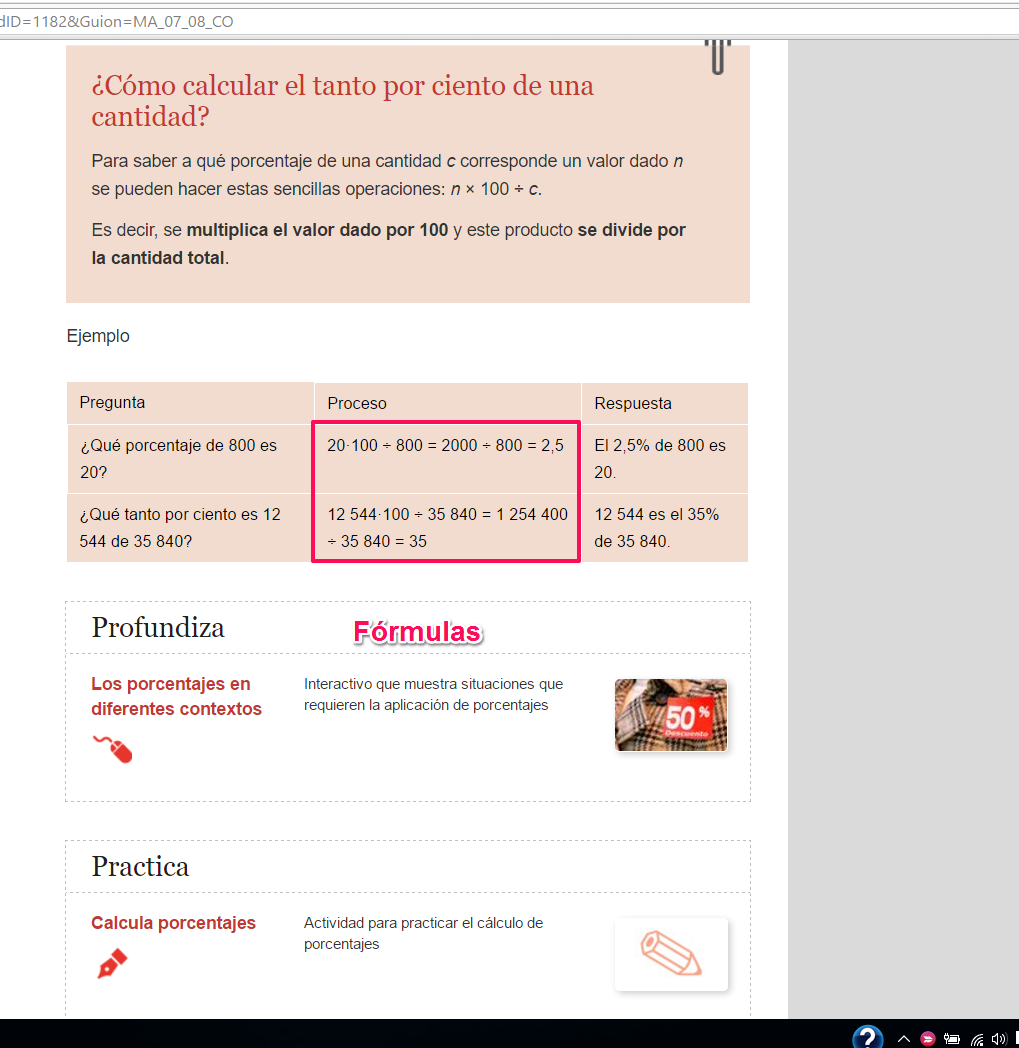 dID=1182&Guion=MA_07_08_CO
¿Cómo calcular el tanto por ciento de una
cantidad?
Para saber a qué porcentaje de una cantidad c corresponde un valor dado n
se pueden hacer estas sencillas operaciones: n × 100 ÷ c.
Es decir, se multiplica el valor dado por 100 y este producto se divide por
la cantidad total.
Ejemplo
Pregunta
Proceso
Respuesta
¿Qué porcentaje de 800 es
20?
20·100 ÷ 800 = 2000 ÷ 800 = 2,5
El 2,5% de 800 es
20.
¿Qué tanto por ciento es 12
544 de 35 840?
12 544·100 ÷ 35 840 = 1 254 400
÷ 35 840 = 35
12 544 es el 35%
de 35 840.
Profundiza
Fórmulas
Los porcentajes en
diferentes contextos
Interactivo que muestra situaciones que
requieren la aplicación de porcentajes
50 %
Descuento
Practica
Calcula porcentajes
Actividad para practicar el cálculo de
porcentajes
?